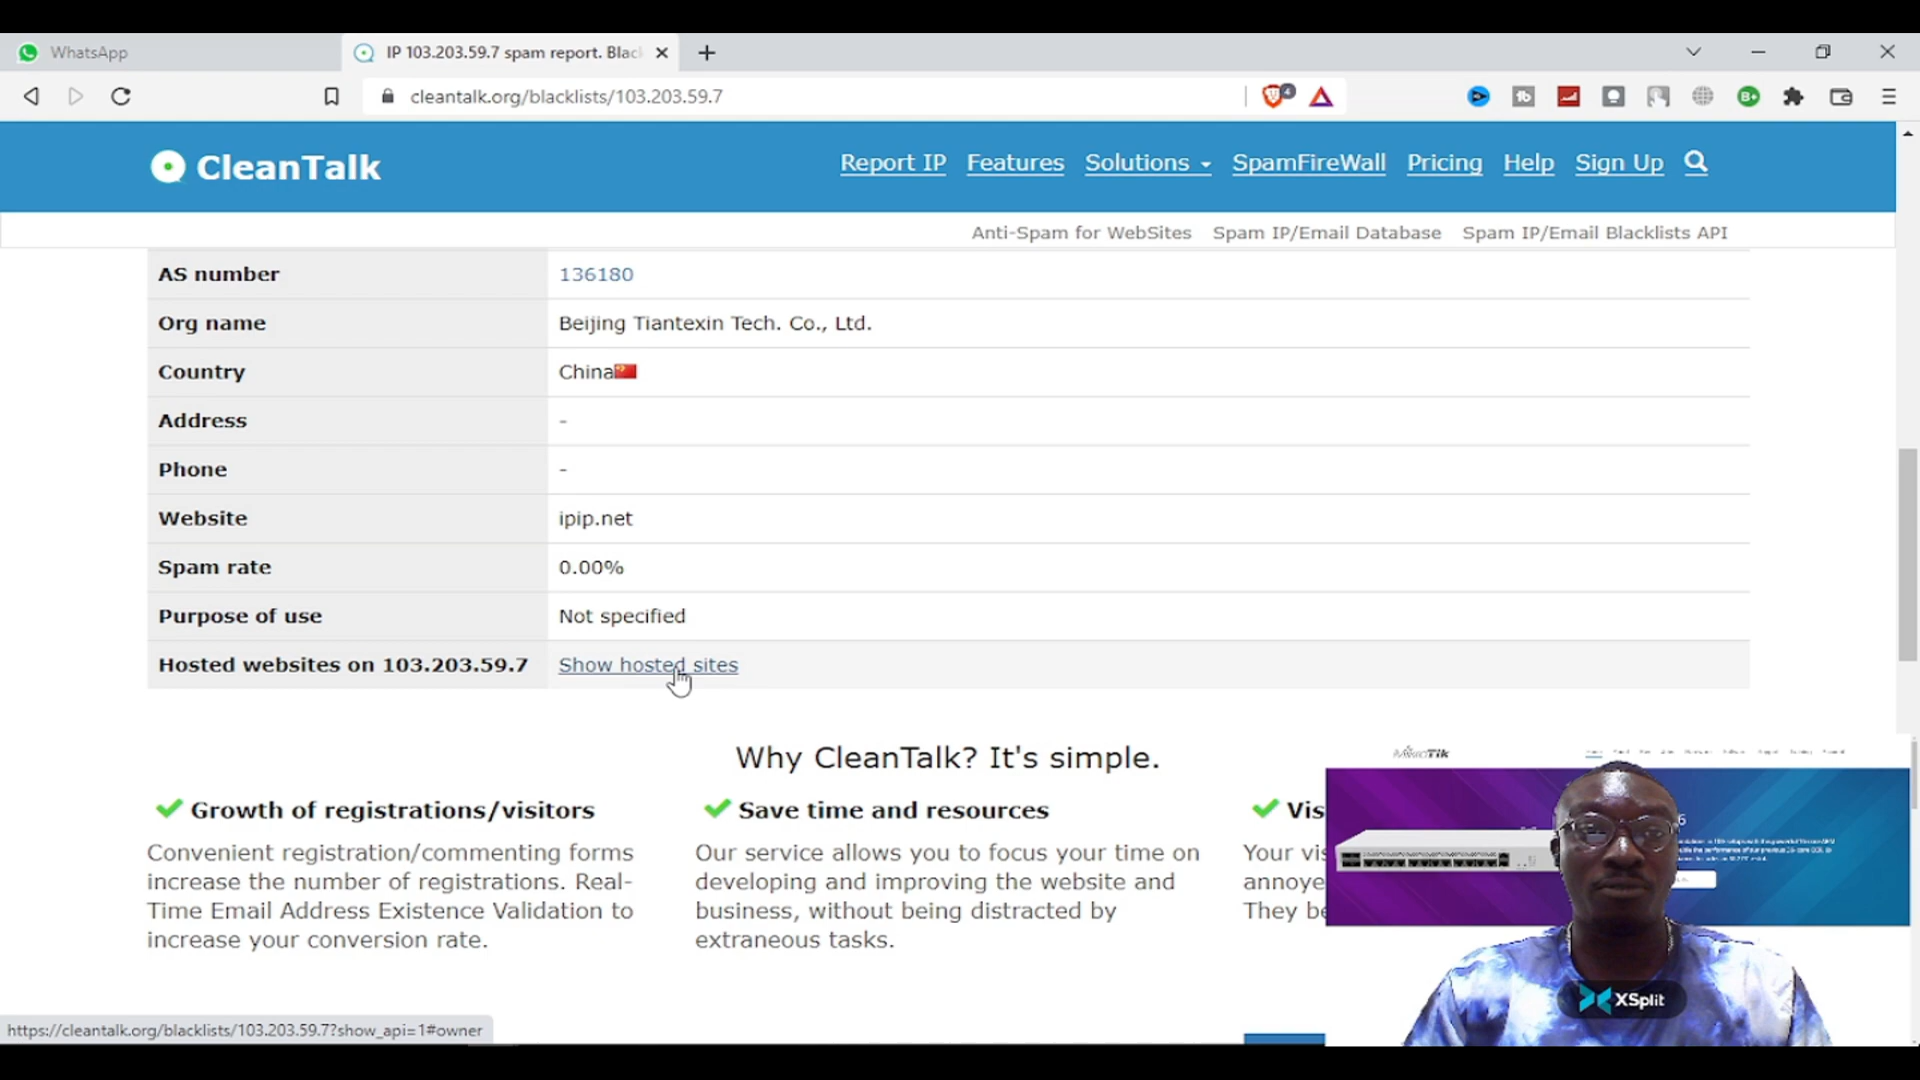 WhatsApp
IP 103.203.59.7 spam report. Blac
cleantalk.org/blacklists/103.203.59.7
4
B+
CleanTalk
Report IP Features Solutions SpamFireWall Pricing Help Sign Up
Anti-Spam for WebSites Spam IP/Email Database Spam IP/Email Blacklists API
AS number 136180
Org name Beijing Tiantexin Tech. Co., Ltd.
Country China
Address -
Phone -
Website ipip.net
Spam rate 0.00%
Purpose of use Not specified
Hosted websites on 103.203.59.7 Show hosted sites
Why CleanTalk? It's simple.
Growth of registrations/visitors
Convenient registration/commenting forms
increase the number of registrations. Real-
Time Email Address Existence Validation to
increase your conversion rate.
Save time and resources
Our service allows you to focus your time on
developing and improving the website and
business, without being distracted by
extraneous tasks.
Vis
Your vis
annoye
They be
MikroTik
XSplit
https://cleantalk.org/blacklists/103.203.59.7?show_api=1#owner